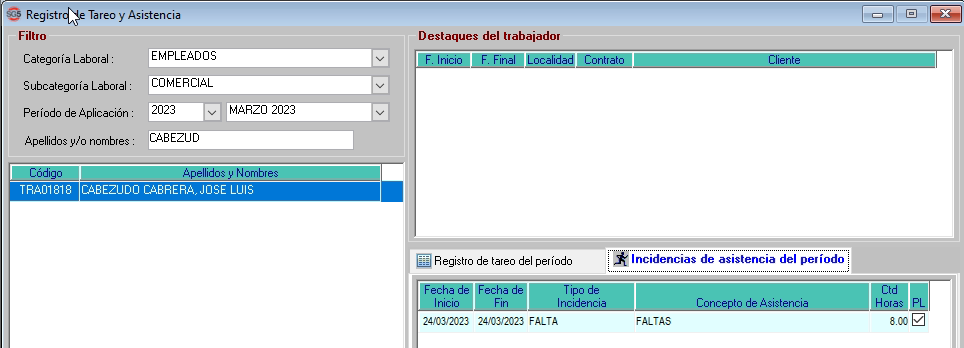 SGS Registro de Tareo y Asistencia
Filtro
Categoría Laboral : EMPLEADOS
Subcategoría Laboral : COMERCIAL
Período de Aplicación : 2023 MARZO 2023
Apellidos y/o nombres : CABEZUD
Código Apellidos y Nombres
TRA01818 CABEZUDO CABRERA, JOSE LUIS
Destaques del trabajador
F. Inicio F. Final Localidad Contrato Cliente
Registro de tareo del período Incidencias de asistencia del período
Fecha de Inicio Fecha de Fin Tipo de Incidencia Concepto de Asistencia Ctd Horas PL
24/03/2023 24/03/2023 FALTA FALTAS 8.00